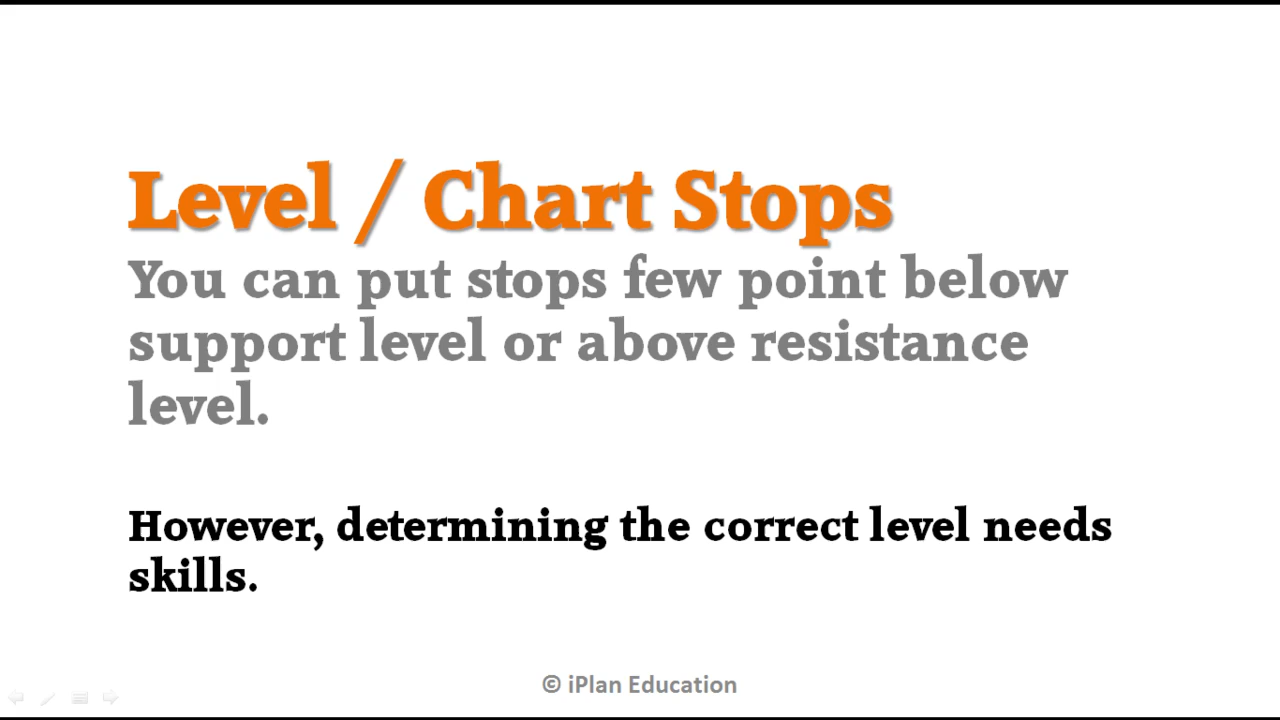 Level / Chart Stops
You can put stops few point below
support level or above resistance
level.
However, determining the correct level needs
skills.
© iPlan Education